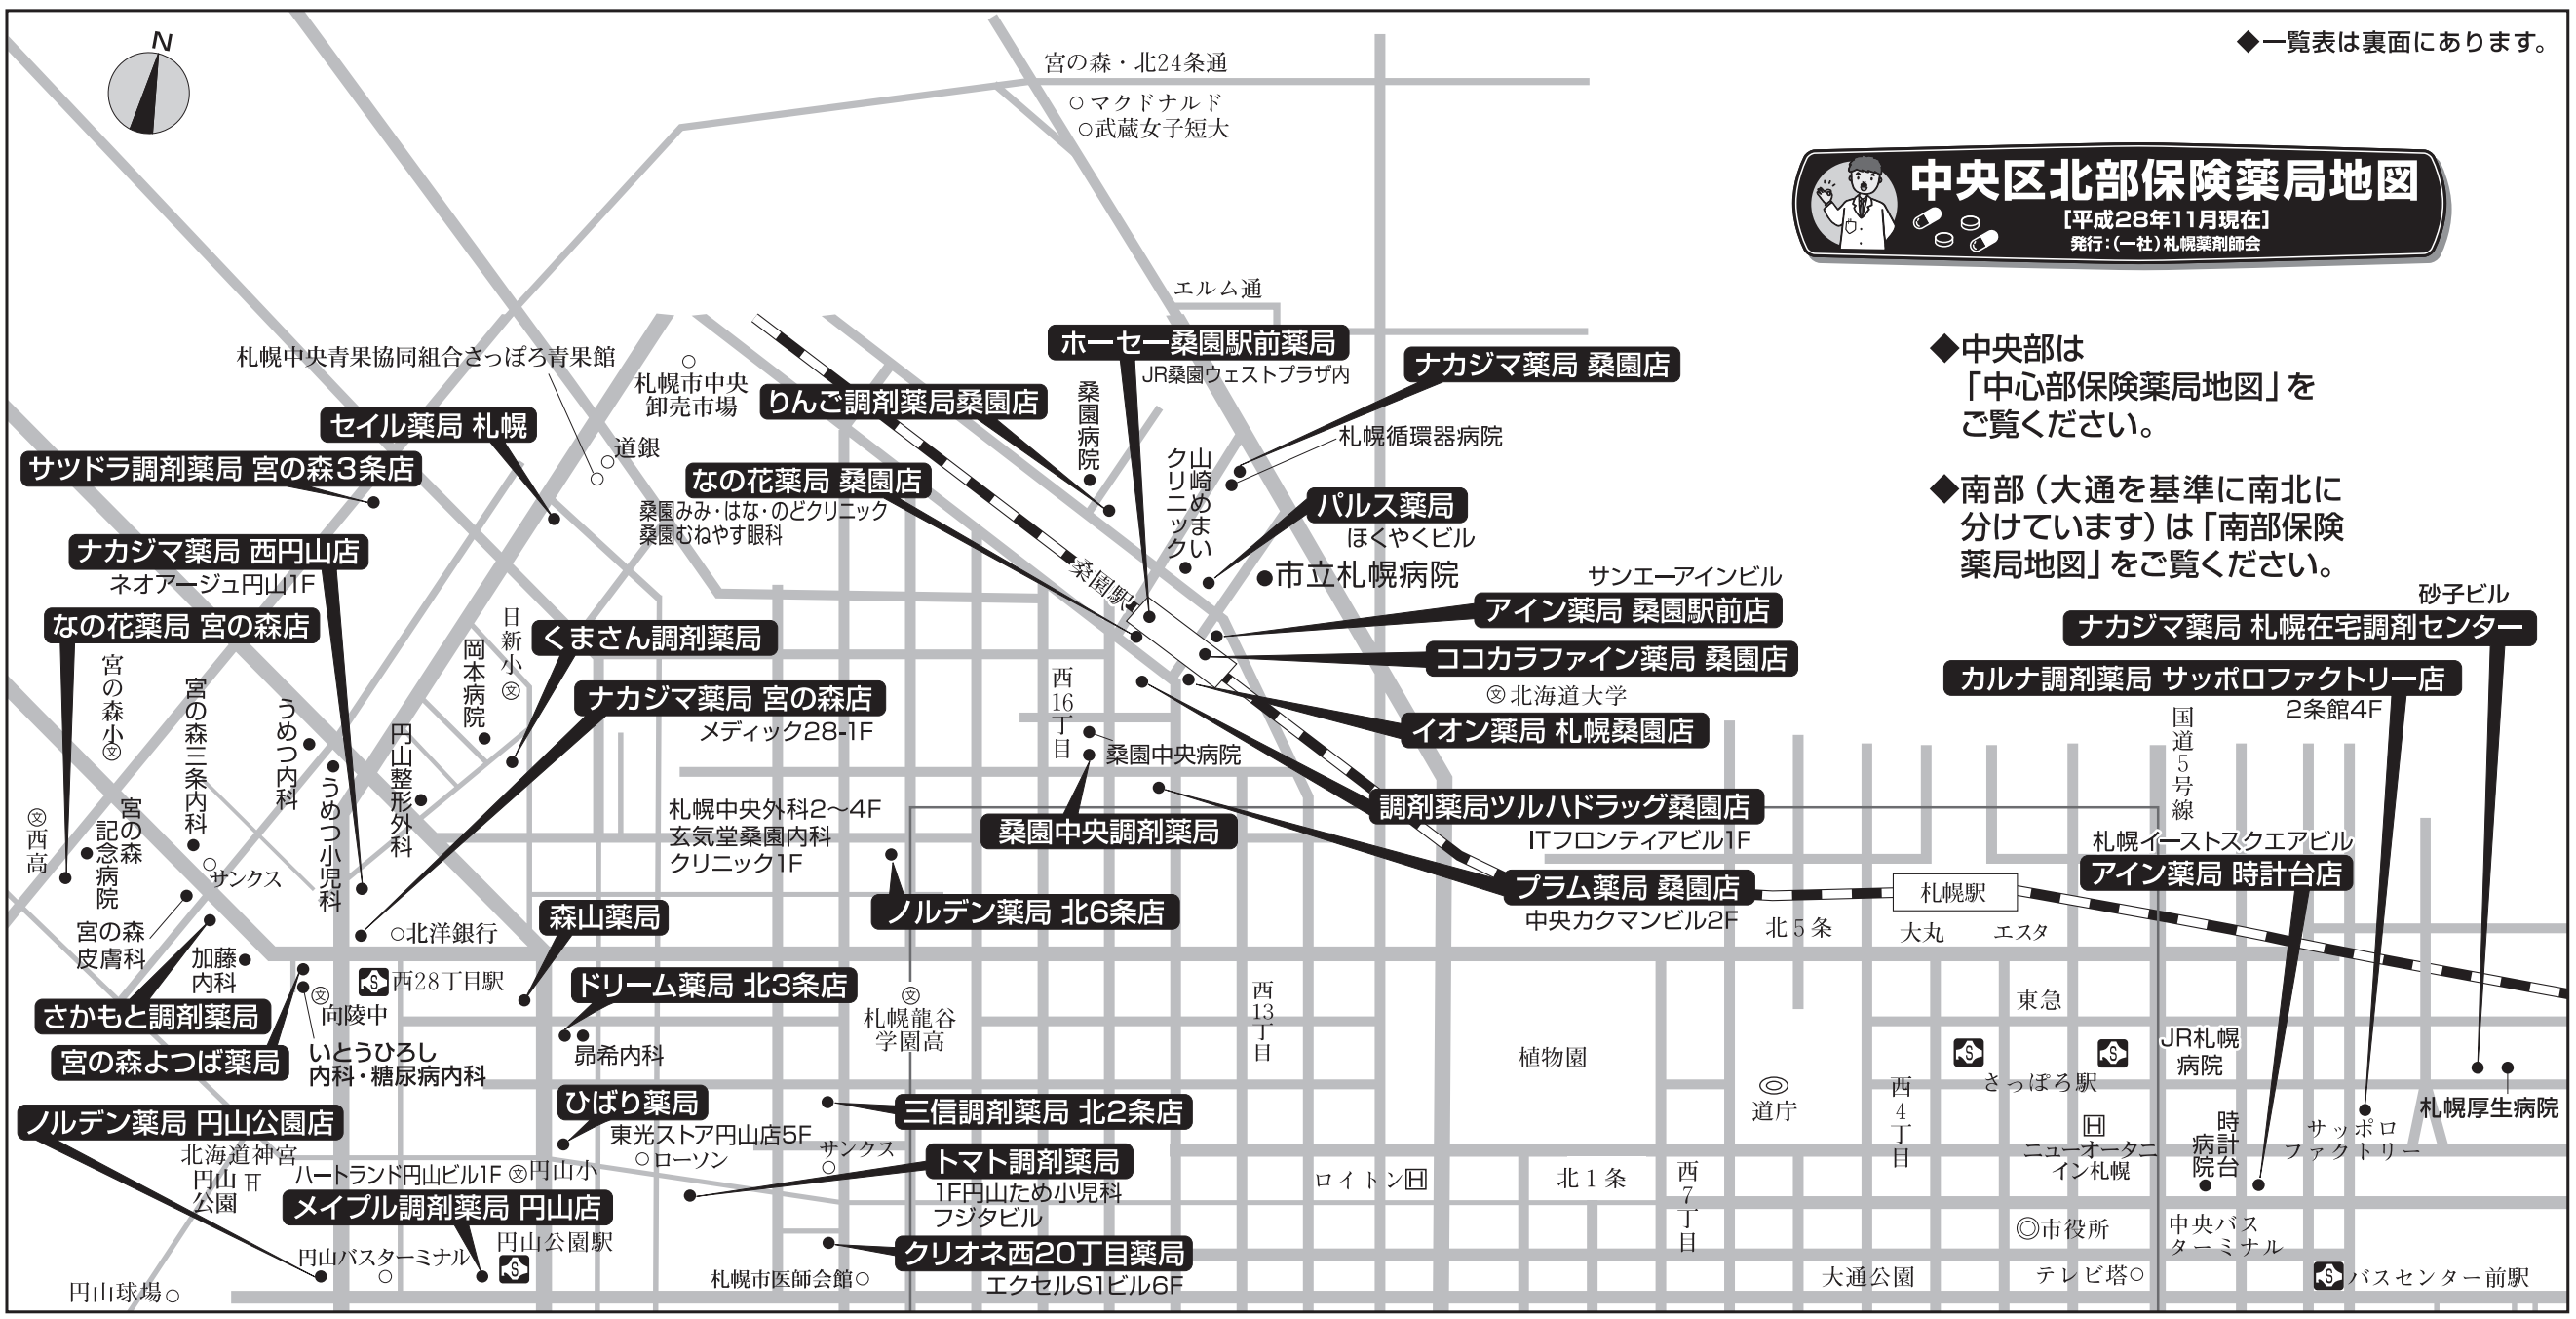 N
◆一覧表は裏面にあります。
宮の森・北24条通
○マクドナルド
○武蔵女子短大
中央区北部保険薬局地図
[平成28年11月現在]
発行:(一社)札幌薬剤師会
エルム通
◆中央部は
「中心部保険薬局地図」を
ご覧ください。
◆南部(大通を基準に南北に
分けています)は「南部保険
薬局地図」をご覧ください。
札幌中央青果協同組合さっぽろ青果館
札幌市中央
卸売市場
道銀
ホーセー桑園駅前薬局
JR桑園ウェストプラザ内
ナカジマ薬局 桑園店
札幌循環器病院
りんご調剤薬局桑園店
桑園病院
セイル薬局 札幌
サツドラ調剤薬局 宮の森3条店
なの花薬局 桑園店
桑園みみ・はな・のどクリニック
桑園むねやす眼科
山崎めまい
クリニック
パルス薬局
ほくやくビル
●市立札幌病院
桑園駅
ナカジマ薬局 西円山店
ネオアージュ円山1F
サンエーアインビル
アイン薬局 桑園駅前店
ココカラファイン薬局 桑園店
文北海道大学
イオン薬局 札幌桑園店
砂子ビル
ナカジマ薬局 札幌在宅調剤センター
カルナ調剤薬局 サッポロファクトリー店
2条館4F
国道5号線
なの花薬局 宮の森店
宮の森小文
宮の森三条内科
うめつ内科
うめつ小児科
円山整形外科
岡本病院
日新小文
くまさん調剤薬局
ナカジマ薬局 宮の森店
メディック28-1F
西16丁目
桑園中央病院
桑園中央調剤薬局
調剤薬局ツルハドラッグ桑園店
ITフロンティアビル1F
プラム薬局 桑園店
中央カクマンビル2F
札幌中央外科2〜4F
玄気堂桑園内科
クリニック1F
ノルデン薬局 北6条店
文西高
宮の森
記念病院
サンクス
宮の森
皮膚科
加藤
内科
○北洋銀行
西28丁目駅
森山薬局
さかもと調剤薬局
宮の森よつば薬局
文
向陵中
いとうひろし
内科・糖尿病内科
ドリーム薬局 北3条店
昴希内科
文
札幌龍谷
学園高
西13丁目
植物園
札幌駅
北5条
大丸
エスタ
札幌イーストスクエアビル
アイン薬局 時計台店
東急
JR札幌
病院
さっぽろ駅
道庁
西4丁目
H
ニューオータニ
イン札幌
時計台
病院
サッポロ
ファクトリー
札幌厚生病院
ノルデン薬局 円山公園店
北海道神宮
円山
公園
ハートランド円山ビル1F
文円山小
メイプル調剤薬局 円山店
円山公園駅
円山バスターミナル
円山球場○
ひばり薬局
東光ストア円山店5F
○ローソン
サンクス
三信調剤薬局 北2条店
トマト調剤薬局
1F円山ため小児科
フジタビル
クリオネ西20丁目薬局
エクセルS1ビル6F
札幌市医師会館○
ロイトンH
北1条
西7丁目
◎市役所
中央バス
ターミナル
大通公園
テレビ塔○
バスセンター前駅